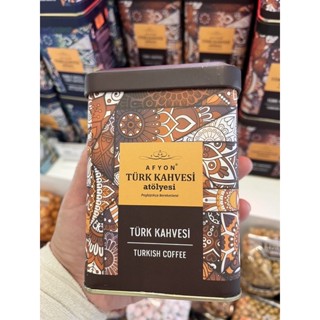 AFYON
TÜRK KAHVESİ
atölyesi
TÜRK KAHVESİ
TURKISH COFFEE